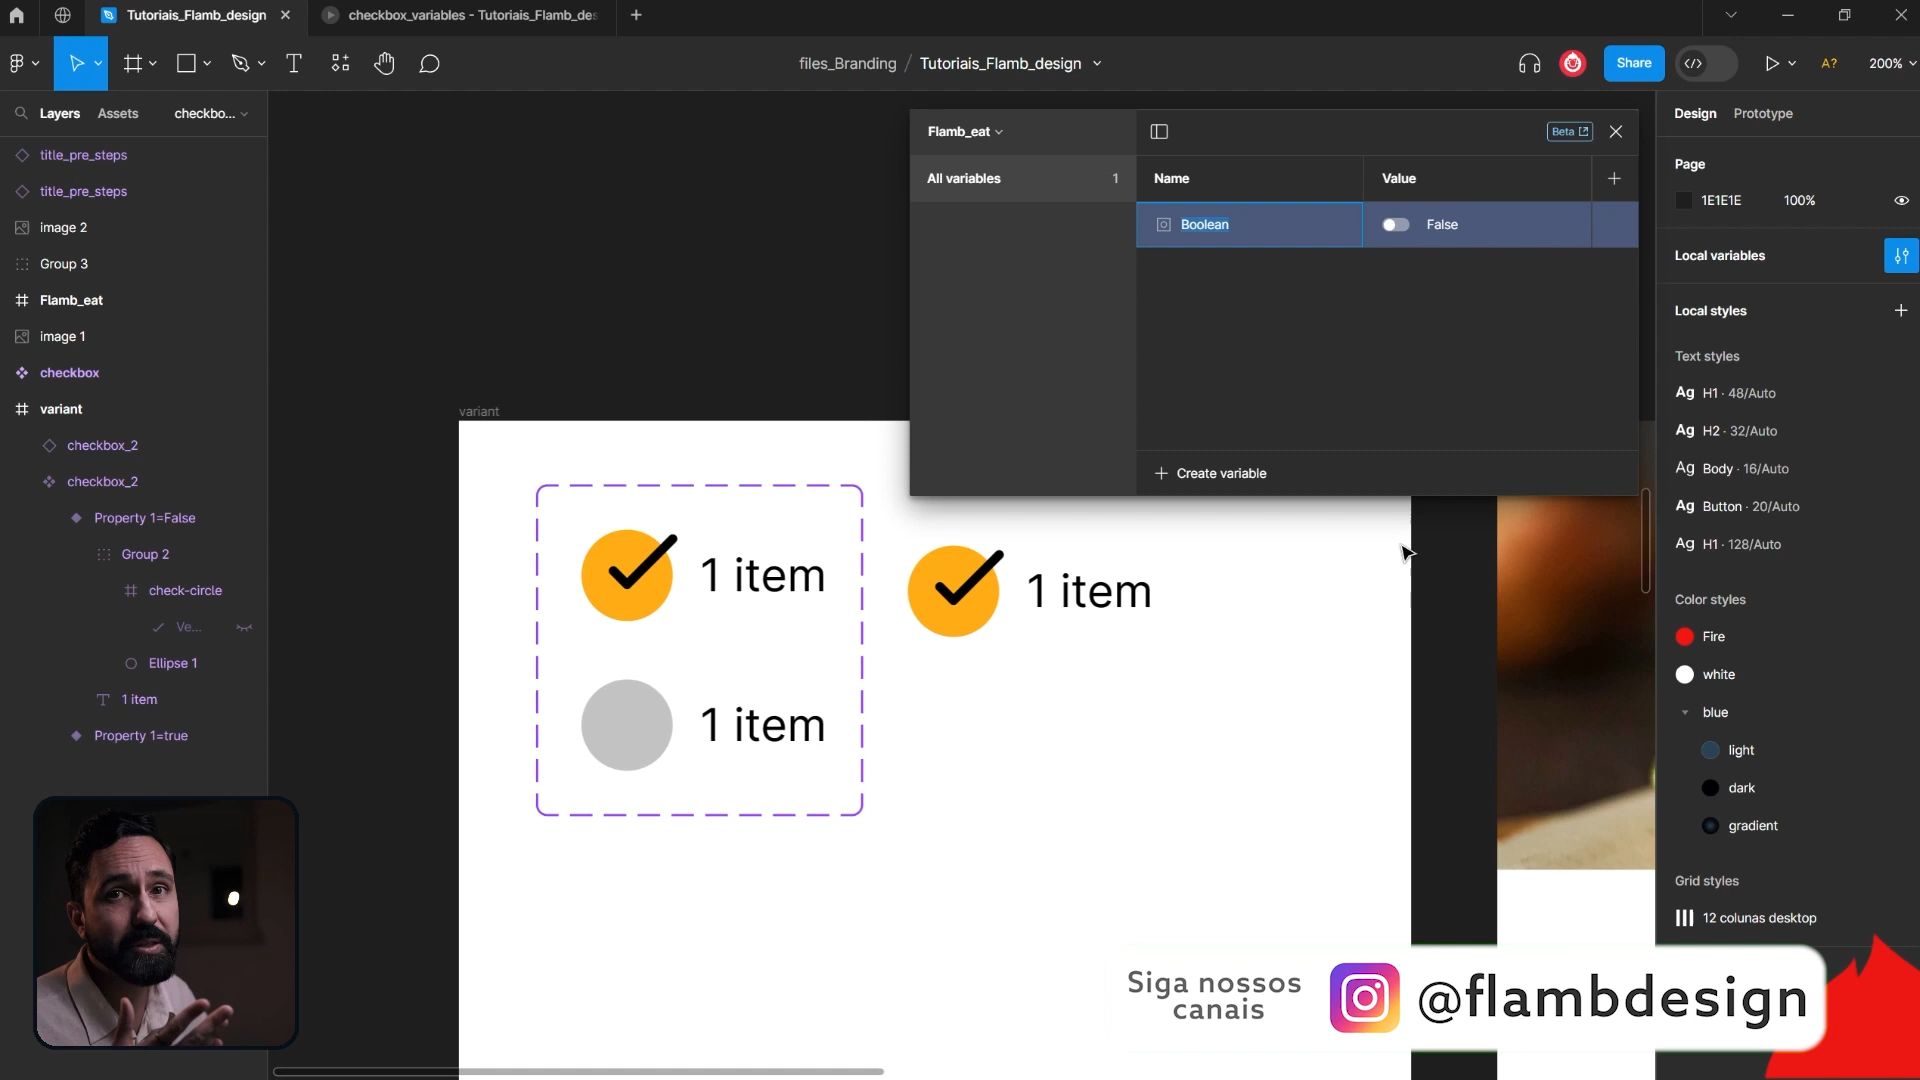 Tutoriais_Flamb_design
checkbox_variables - Tutoriais_Flamb_des
files_Branding / Tutoriais_Flamb_design
Share
A?
200%
Layers
Assets
checkbo...
title_pre_steps
title_pre_steps
image 2
Group 3
Flamb_eat
image 1
checkbox
variant
checkbox_2
checkbox_2
Property 1=False
Group 2
check-circle
Ve...
Ellipse 1
1 item
Property 1=true
variant
1 item
1 item
1 item
Flamb_eat
Beta
All variables 1
Name
Value
Boolean
False
Create variable
Design
Prototype
Page
1E1E1E
100%
Local variables
Local styles
Text styles
Ag H1 · 48/Auto
Ag H2 · 32/Auto
Ag Body · 16/Auto
Ag Button · 20/Auto
Ag H1 · 128/Auto
Color styles
Fire
white
blue
light
dark
gradient
Grid styles
12 colunas desktop
Siga nossos
canais
@flambdesign